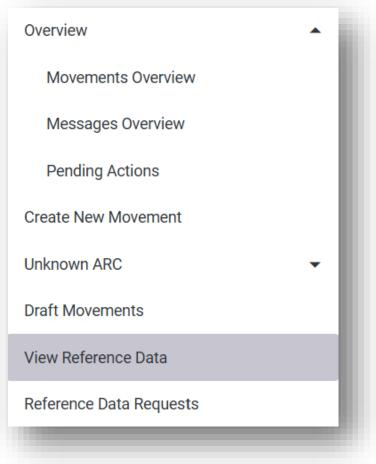 Overview
Movements Overview
Messages Overview
Pending Actions
Create New Movement
Unknown ARC
Draft Movements
View Reference Data
Reference Data Requests